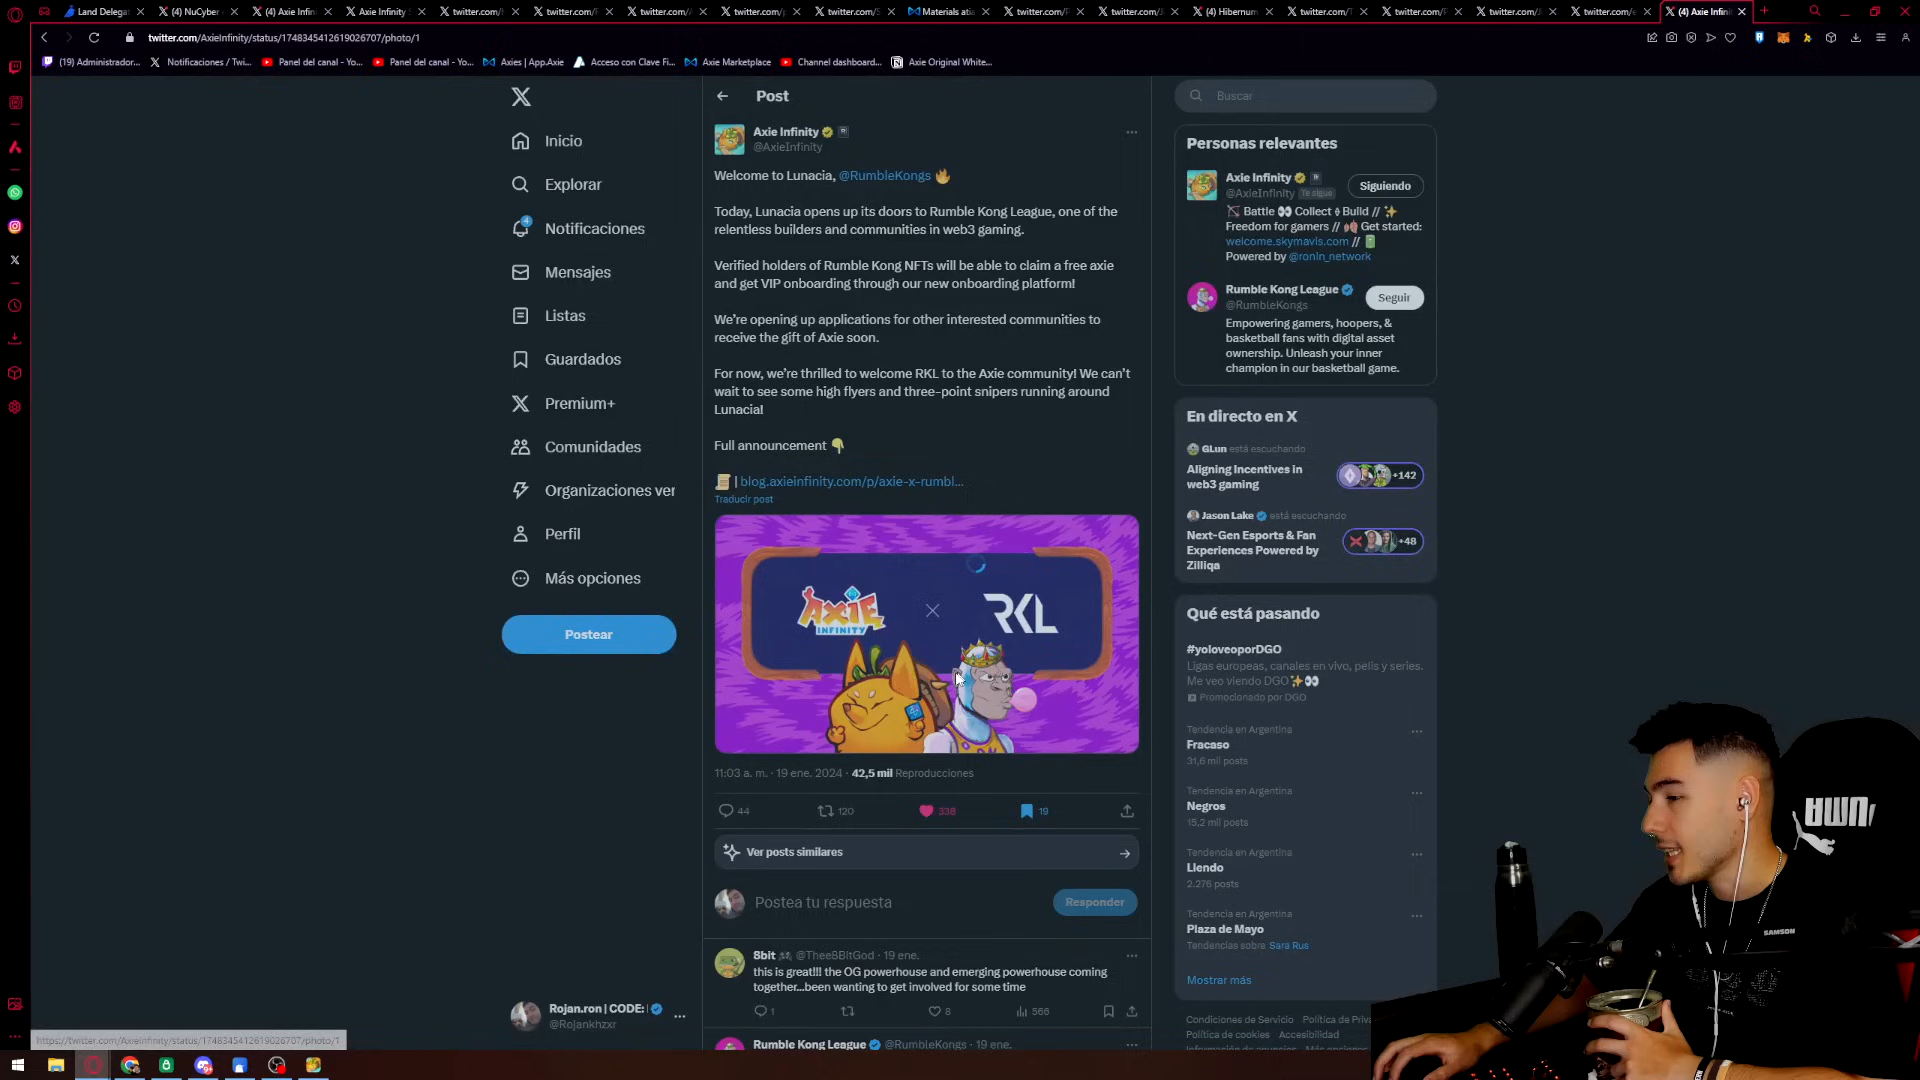 Land Delegat
(4) NuCyber
(4) Axie Infin
Axie Infinity
twitter.com/
twitter.com/
twitter.com/
twitter.com/
twitter.com/
Materials
twitter.com/
twitter.com/
(4) Hibernum
twitter.com/
twitter.com/
twitter.com/
twitter.com/
(4) Axie Infin
twitter.com/AxieInfinity/status/1748345412619026707/photo/1
(19) Administrador...
Notificaciones / Twi...
Panel del canal - Yo...
Panel del canal - Yo...
Axies | App.Axie
Acceso con Clave Fi...
Axie Marketplace
Channel dashboard...
Axie Original White...
Inicio
Explorar
4
Notificaciones
Mensajes
Listas
Guardados
Premium+
Comunidades
Organizaciones ver
Perfil
Más opciones
Postear
Rojan.ron | CODE:
@Rojankhzxr
https://twitter.com/AxieInfinity/status/1748345412619026707/photo/1
Post
Axie Infinity
@AxieInfinity
Welcome to Lunacia, @RumbleKongs 🔥
Today, Lunacia opens up its doors to Rumble Kong League, one of the
relentless builders and communities in web3 gaming.
Verified holders of Rumble Kong NFTs will be able to claim a free axie
and get VIP onboarding through our new onboarding platform!
We're opening up applications for other interested communities to
receive the gift of Axie soon.
For now, we're thrilled to welcome RKL to the Axie community! We can't
wait to see some high flyers and three-point snipers running around
Lunacia!
Full announcement 👇
📜 | blog.axieinfinity.com/p/axie-x-rumbl...
Traducir post
AXIE
INFINITY
RKL
11:03 a. m. · 19 ene. 2024 · 42,5 mil Reproducciones
44
120
338
19
Ver posts similares
Postea tu respuesta
Responder
8bit @Thee8BitGod · 19 ene.
this is great!!! the OG powerhouse and emerging powerhouse coming
together...been wanting to get involved for some time
1
8
566
Rumble Kong League @RumbleKongs · 19 ene.
Buscar
Personas relevantes
Axie Infinity
@AxieInfinity Te sigue
Siguiendo
Battle 👀 Collect Build // ✨
Freedom for gamers // Get started:
welcome.skymavis.com //
Powered by @ronin_network
Rumble Kong League
@RumbleKongs
Seguir
Empowering gamers, hoopers, &
basketball fans with digital asset
ownership. Unleash your inner
champion in our basketball game.
En directo en X
GLun está escuchando
Aligning Incentives in
web3 gaming
+142
Jason Lake está escuchando
Next-Gen Esports & Fan
Experiences Powered by
Zilliqa
+48
Qué está pasando
#yoloveoporDGO
Ligas europeas, canales en vivo, pelis y series.
Me veo viendo DGO✨👀
Promocionado por DGO
Tendencia en Argentina
Fracaso
31,6 mil posts
Tendencia en Argentina
Negros
15,2 mil posts
Tendencia en Argentina
Llendo
2.276 posts
Tendencia en Argentina
Plaza de Mayo
Tendencias sobre Sara Rus
Mostrar más
Condiciones de Servicio
Política de Priva
Política de cookies
Accesibilidad
SAMSON